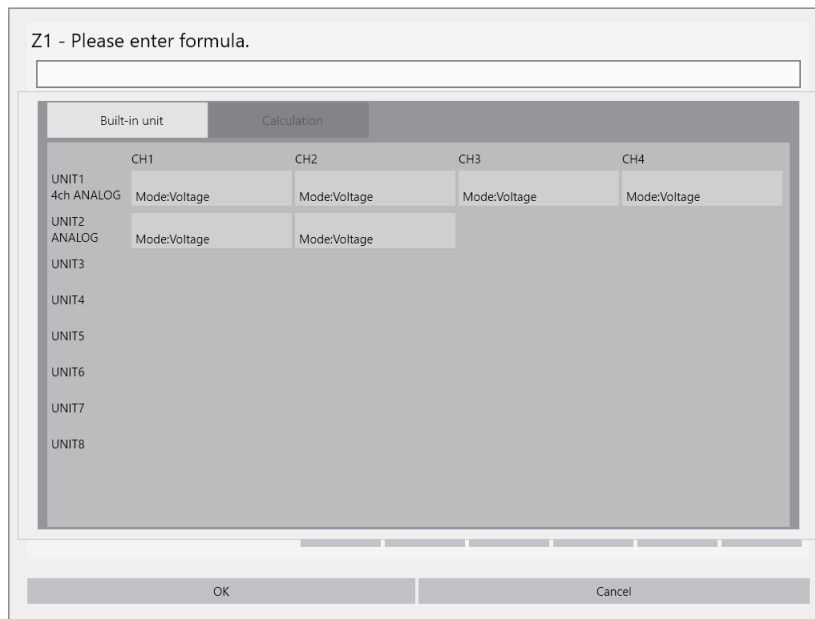 Z1 - Please enter formula.
Built-in unit
Calculation
CH1 CH2 CH3 CH4
UNIT1
4ch ANALOG Mode:Voltage Mode:Voltage Mode:Voltage Mode:Voltage
UNIT2
ANALOG Mode:Voltage Mode:Voltage
UNIT3
UNIT4
UNIT5
UNIT6
UNIT7
UNIT8
OK Cancel